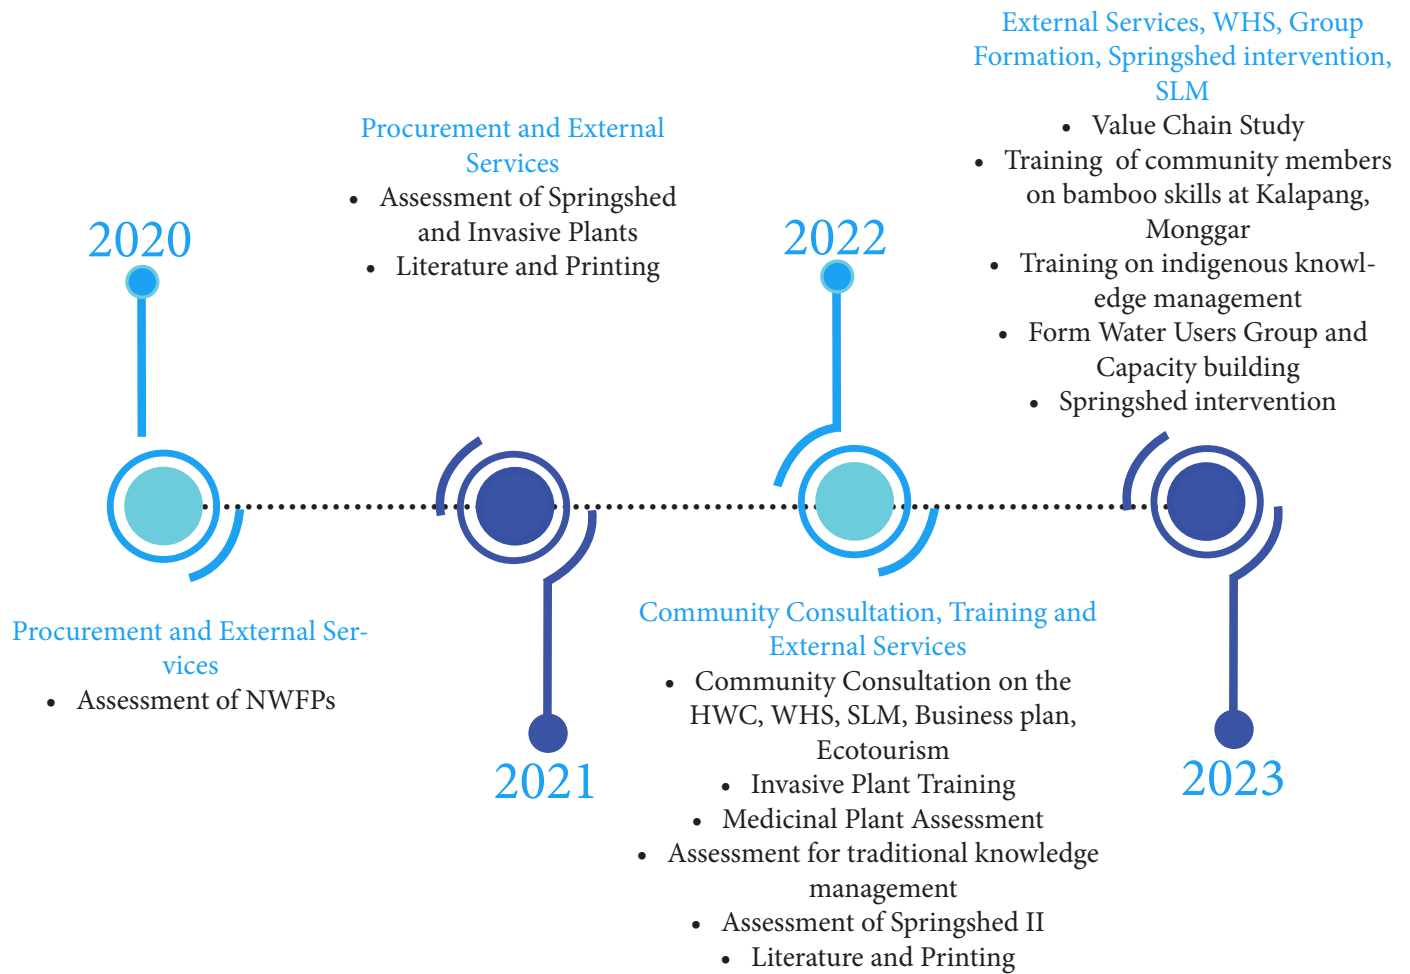 2020
Procurement and External Ser-
vices
• Assessment of NWFPs
Procurement and External
Services
• Assessment of Springshed
and Invasive Plants
• Literature and Printing
2021
2022
Community Consultation, Training and
External Services
• Community Consultation on the
HWC, WHS, SLM, Business plan,
Ecotourism
• Invasive Plant Training
• Medicinal Plant Assessment
• Assessment for traditional knowledge
management
• Assessment of Springshed II
• Literature and Printing
External Services, WHS, Group
Formation, Springshed intervention,
SLM
• Value Chain Study
• Training of community members
on bamboo skills at Kalapang,
Monggar
• Training on indigenous knowl-
edge management
• Form Water Users Group and
Capacity building
• Springshed intervention
2023